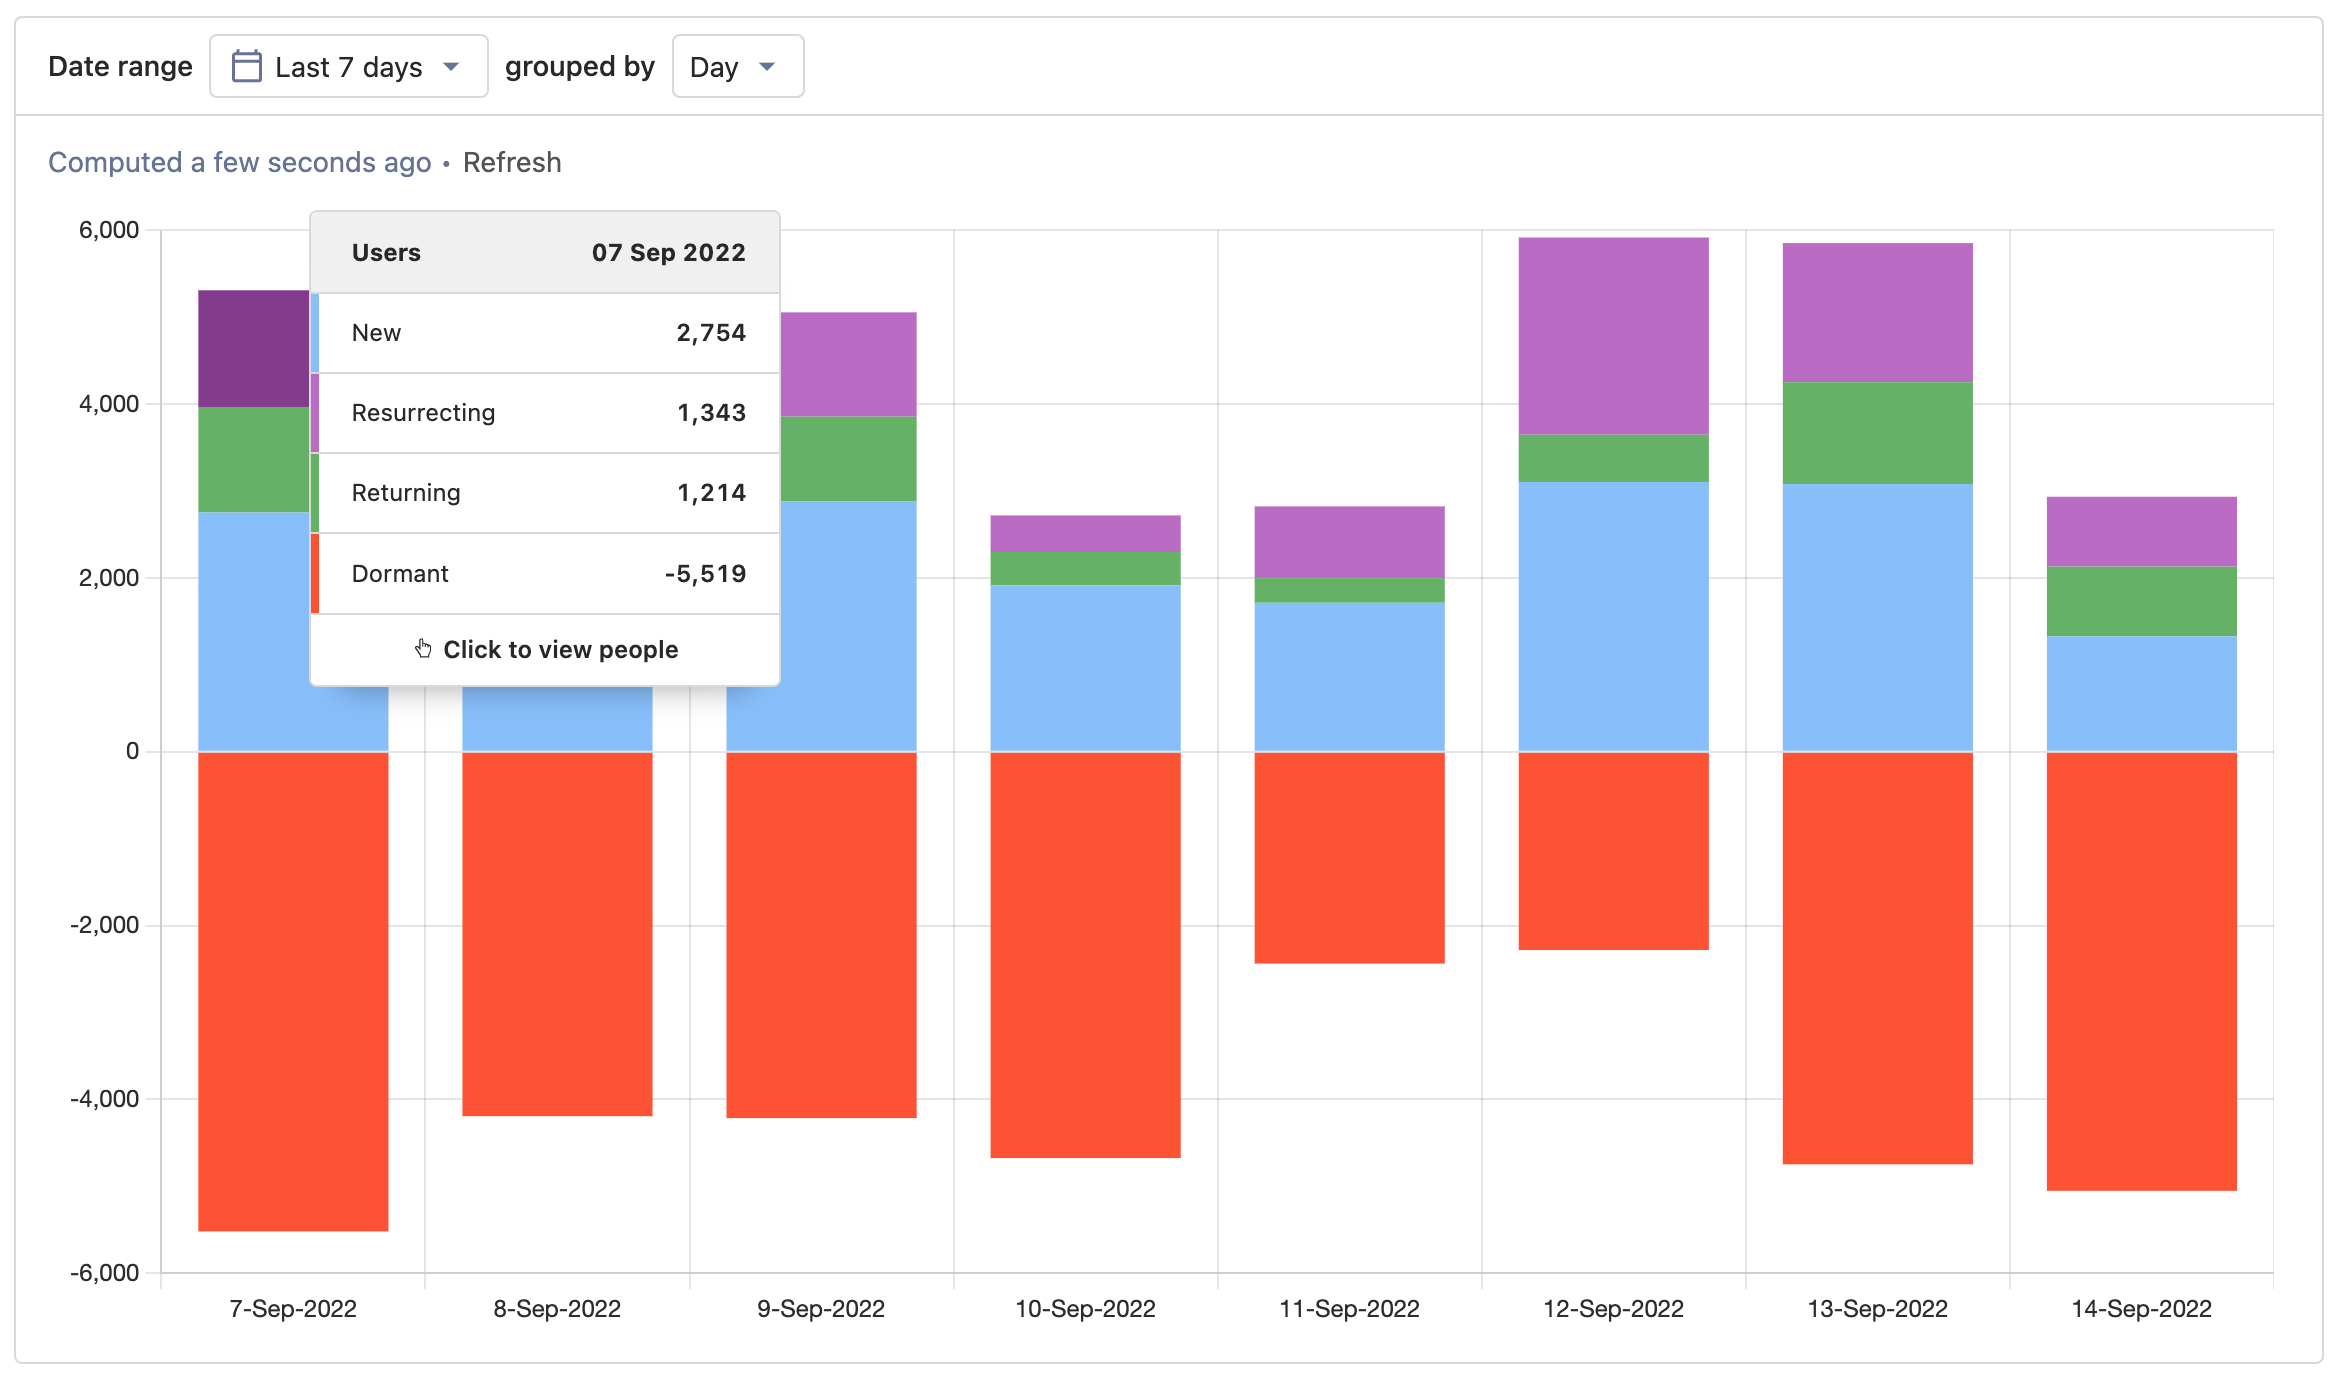 Date range Last 7 days grouped by Day
Computed a few seconds ago • Refresh
Users 07 Sep 2022
New 2,754
Resurrecting 1,343
Returning 1,214
Dormant -5,519
Click to view people
6,000
4,000
2,000
0
-2,000
-4,000
-6,000
7-Sep-2022 8-Sep-2022 9-Sep-2022 10-Sep-2022 11-Sep-2022 12-Sep-2022 13-Sep-2022 14-Sep-2022